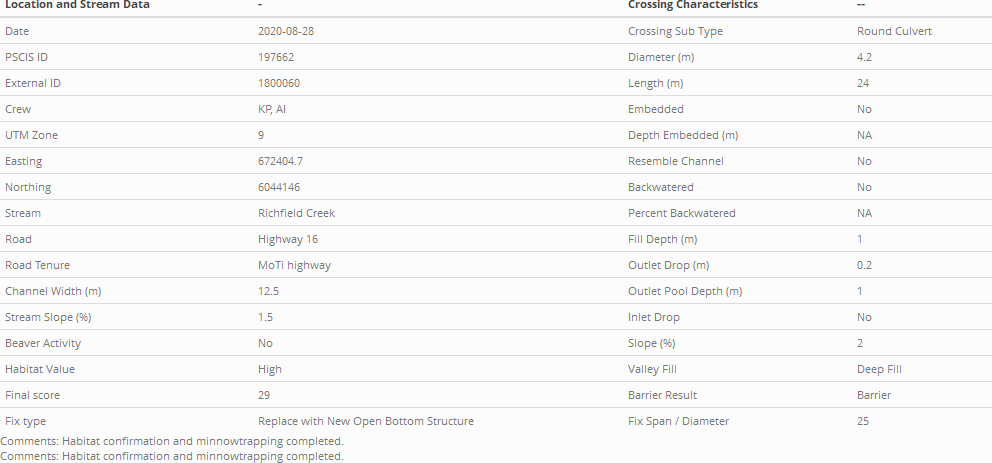 Location and Stream Data - Crossing Characteristics --
Date 2020-08-28 Crossing Sub Type Round Culvert
PSCIS ID 197662 Diameter (m) 4.2
External ID 1800060 Length (m) 24
Crew KP, AI Embedded No
UTM Zone 9 Depth Embedded (m) NA
Easting 672404.7 Resemble Channel No
Northing 6044146 Backwatered No
Stream Richfield Creek Percent Backwatered NA
Road Highway 16 Fill Depth (m) 1
Road Tenure MoTi highway Outlet Drop (m) 0.2
Channel Width (m) 12.5 Outlet Pool Depth (m) 1
Stream Slope (%) 1.5 Inlet Drop No
Beaver Activity No Slope (%) 2
Habitat Value High Valley Fill Deep Fill
Final score 29 Barrier Result Barrier
Fix type Replace with New Open Bottom Structure Fix Span / Diameter 25
Comments: Habitat confirmation and minnowtrapping completed.
Comments: Habitat confirmation and minnowtrapping completed.